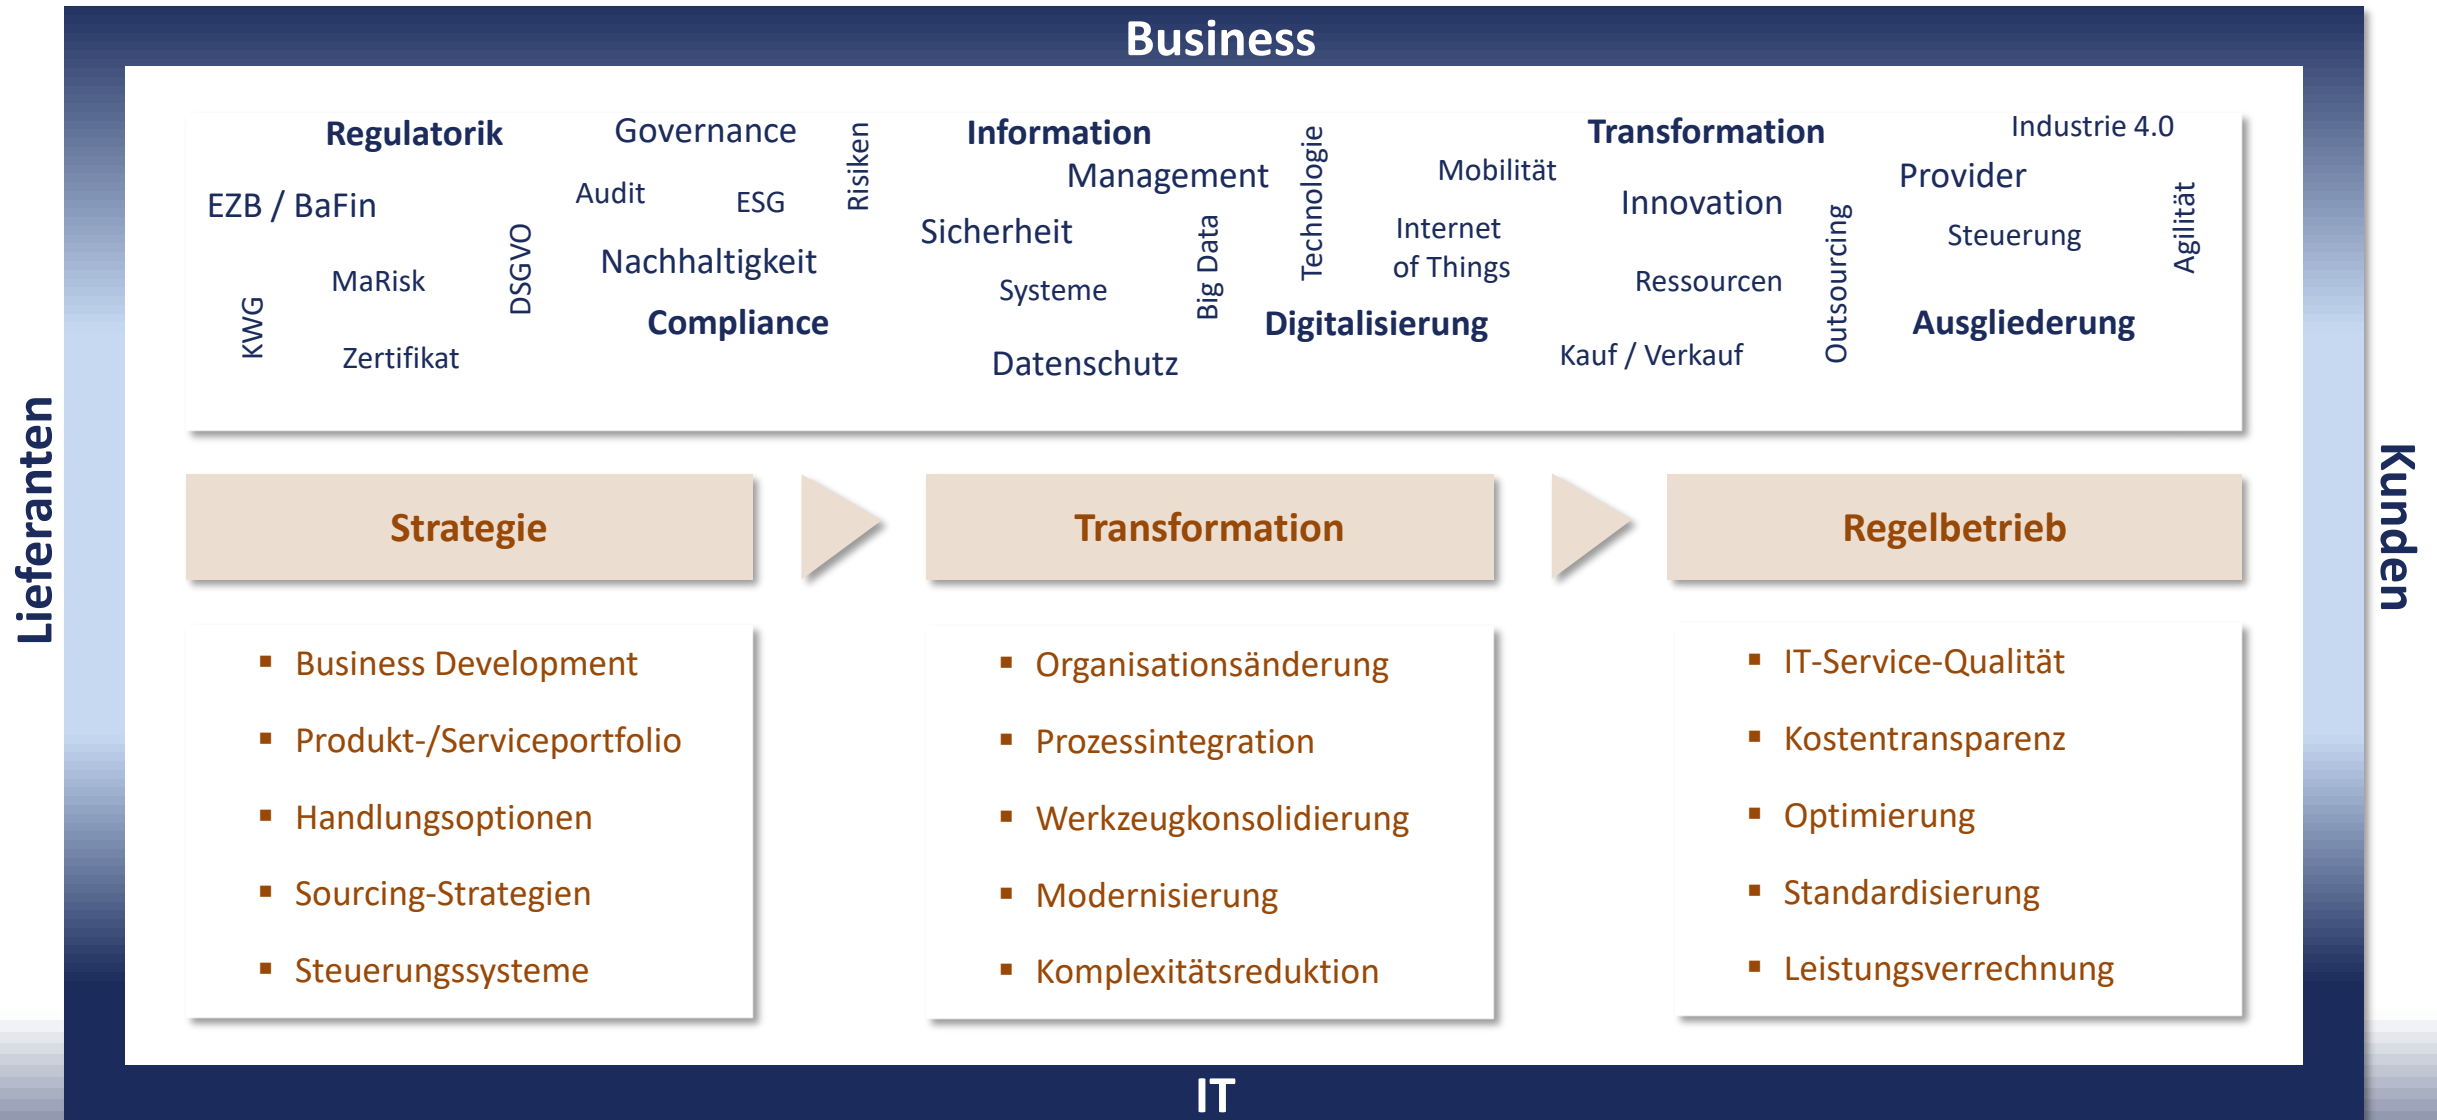 Business
Regulatorik
Governance
Risiken
Information
Management
Technologie
Mobilität
Transformation
Industrie 4.0
Provider
EZB / BaFin
Audit
ESG
Innovation
Agilität
Sicherheit
Big Data
Internet
of Things
Outsourcing
Steuerung
DSGVO
Nachhaltigkeit
MaRisk
Systeme
Ressourcen
KWG
Compliance
Digitalisierung
Ausgliederung
Zertifikat
Datenschutz
Kauf / Verkauf
Lieferanten
Kunden
Strategie
Transformation
Regelbetrieb
▪ Business Development
▪ Produkt-/Serviceportfolio
▪ Handlungsoptionen
▪ Sourcing-Strategien
▪ Steuerungssysteme
▪ Organisationsänderung
▪ Prozessintegration
▪ Werkzeugkonsolidierung
▪ Modernisierung
▪ Komplexitätsreduktion
▪ IT-Service-Qualität
▪ Kostentransparenz
▪ Optimierung
▪ Standardisierung
▪ Leistungsverrechnung
IT